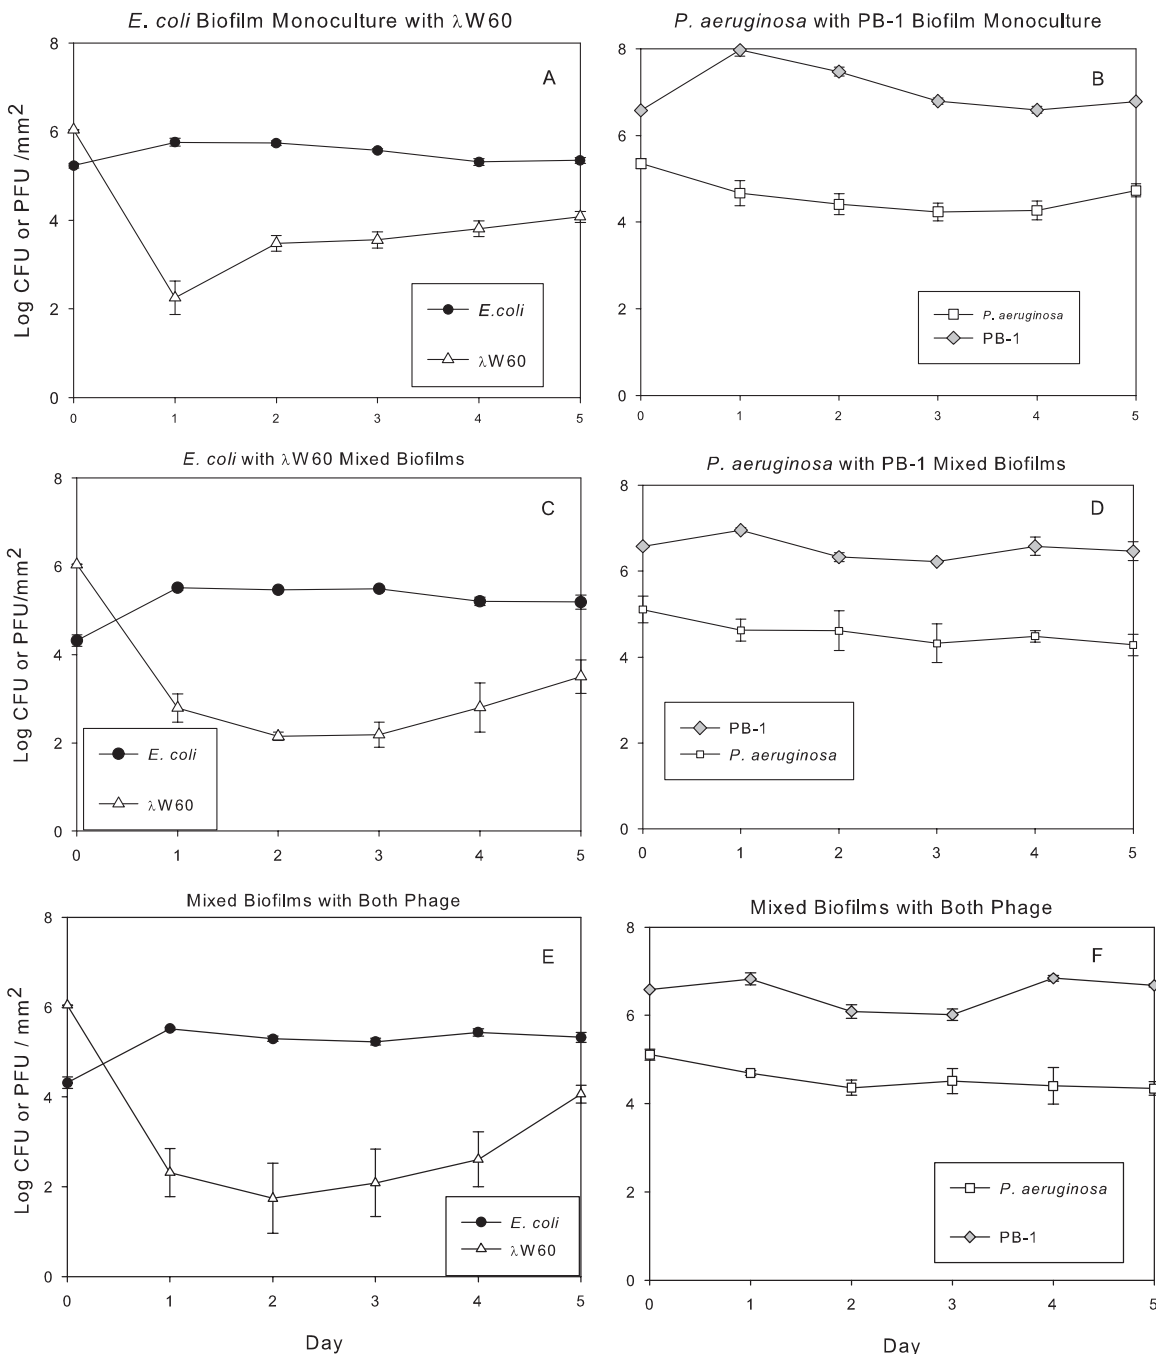 E. coli Biofilm Monoculture with λW60
P. aeruginosa with PB-1 Biofilm Monoculture
Log CFU or PFU /mm2
8
6
4
2
0
A
E.coli
λW60
0 1 2 3 4 5
8
6
4
2
0
B
P. aeruginosa
PB-1
0 1 2 3 4 5
E. coli with λW60 Mixed Biofilms
P. aeruginosa with PB-1 Mixed Biofilms
Log CFU or PFU/mm2
8
6
4
2
0
C
E. coli
λW60
0 1 2 3 4 5
8
6
4
2
0
D
PB-1
P. aeruginosa
0 1 2 3 4 5
Mixed Biofilms with Both Phage
Mixed Biofilms with Both Phage
Log CFU or PFU / mm2
8
6
4
2
0
E
E. coli
λW60
0 1 2 3 4 5
Day
8
6
4
2
0
F
P. aeruginosa
PB-1
0 1 2 3 4 5
Day